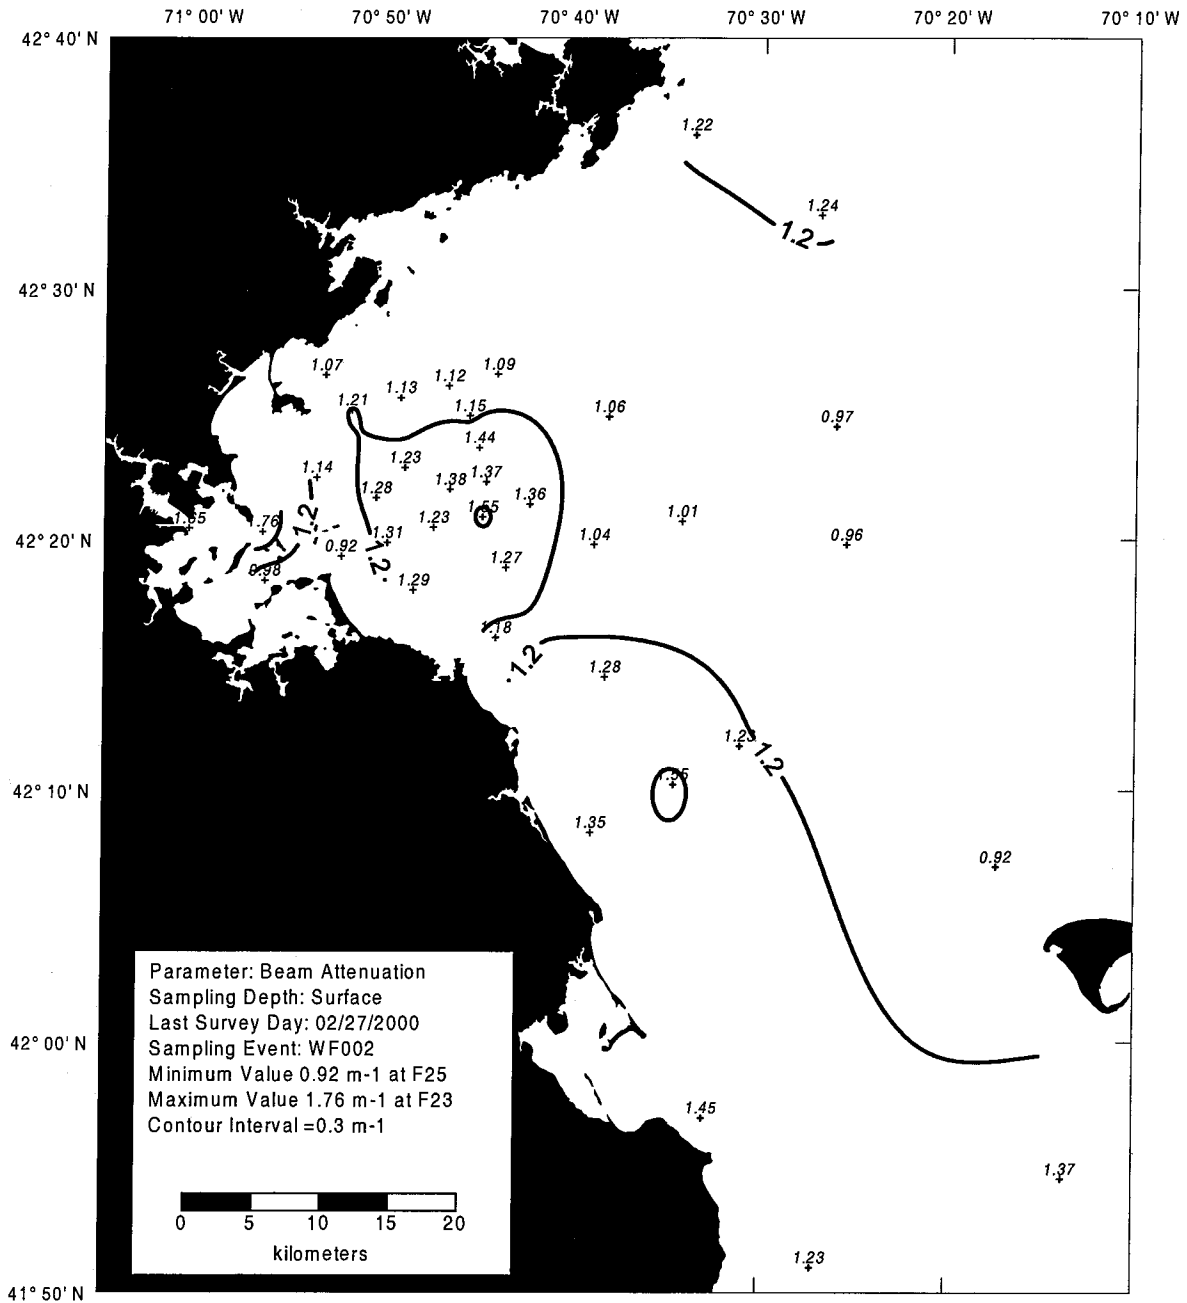 71° 00' W 70° 50' W 70° 40' W 70° 30' W 70° 20' W 70° 10' W
42° 40' N
1.22
1.24
1.2
42° 30' N
1.07
1.12
1.09
1.13
1.21
1.15
1.06
0.97
1.44
1.23
1.14
1.38
1.37
1.28
1.36
1.55
1.65
1.76
1.2
1.23
1.01
42° 20' N
0.92
1.31
1.04
0.96
1.2
0.98
1.27
1.29
1.18
1.2
1.28
1.23
1.2
42° 10' N
1.55
1.35
0.92
Parameter: Beam Attenuation
Sampling Depth: Surface
Last Survey Day: 02/27/2000
Sampling Event: WF002
Minimum Value 0.92 m-1 at F25
Maximum Value 1.76 m-1 at F23
Contour Interval =0.3 m-1
42° 00' N
1.45
1.37
0 5 10 15 20
kilometers
1.23
41° 50' N